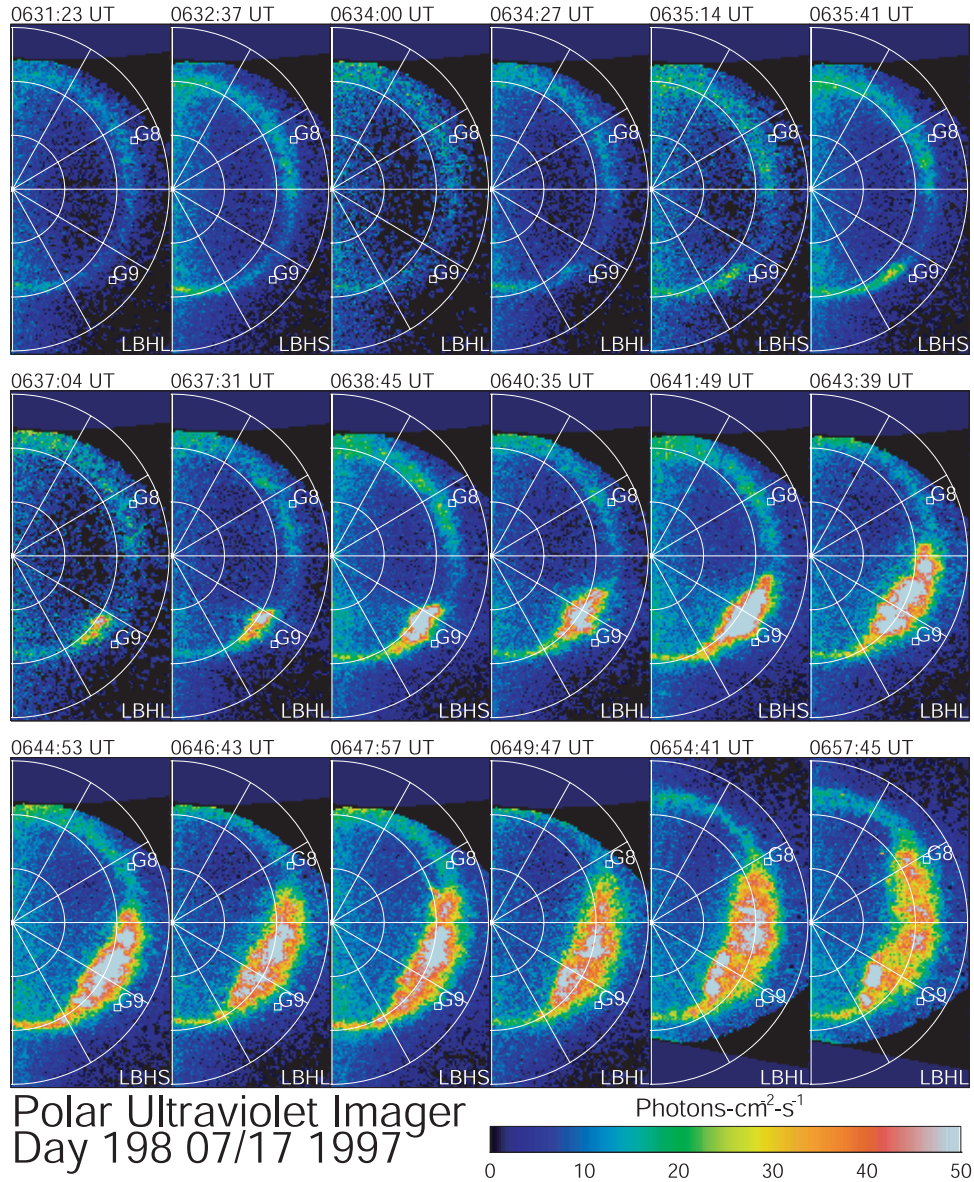 0631:23 UT 0632:37 UT 0634:00 UT 0634:27 UT 0635:14 UT 0635:41 UT
G8 G8 G8 G8 G8 G8
G9 G9 G9 G9 G9 G9
LBHL LBHS LBHL LBHL LBHS LBHS
0637:04 UT 0637:31 UT 0638:45 UT 0640:35 UT 0641:49 UT 0643:39 UT
G8 G8 G8 G8 G8 G8
G9 G9 G9 G9 G9 G9
LBHL LBHL LBHS LBHL LBHS LBHL
0644:53 UT 0646:43 UT 0647:57 UT 0649:47 UT 0654:41 UT 0657:45 UT
G8 G8 G8 G8 G8 G8
G9 G9 G9 G9 G9 G9
LBHS LBHL LBHS LBHL LBHL LBHL
Polar Ultraviolet Imager
Day 198 07/17 1997
Photons-cm⁻²-s⁻¹
0 10 20 30 40 50